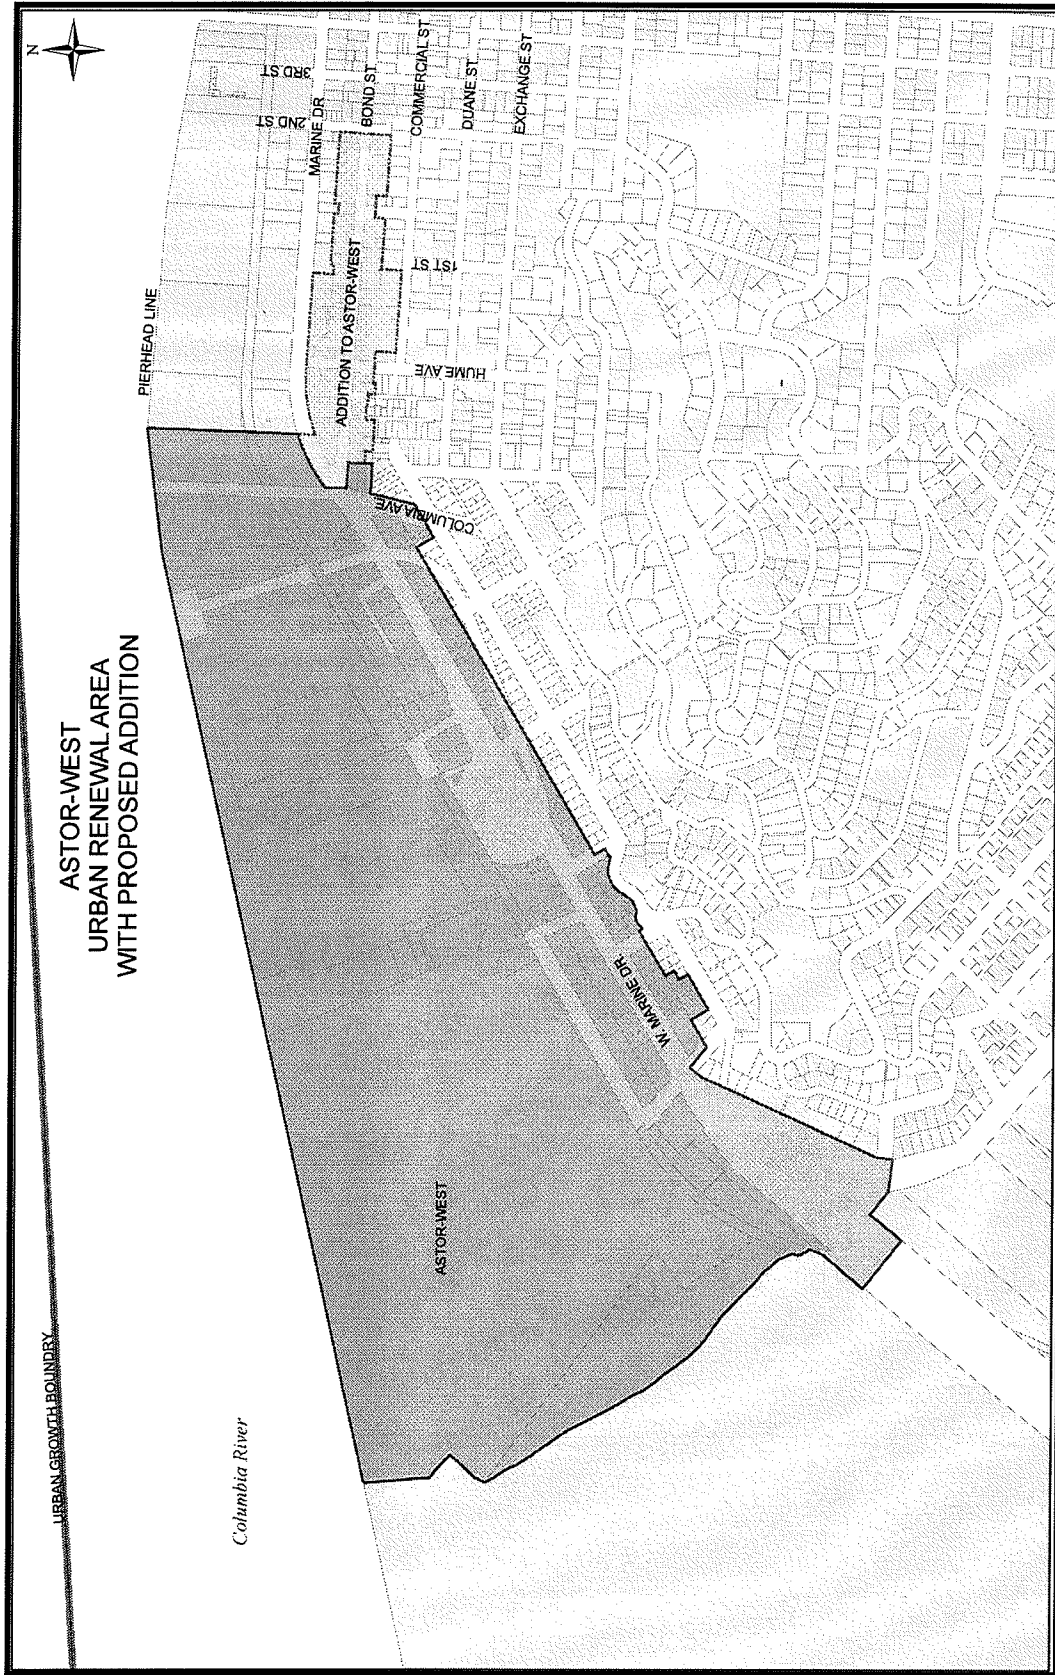 ASTOR-WEST
URBAN RENEWAL AREA
WITH PROPOSED ADDITION
N
URBAN GROWTH BOUNDRY
Columbia River
PIERHEAD LINE
3RD ST
2ND ST
MARINE DR
BOND ST
COMMERCIAL ST
DUANE ST
EXCHANGE ST
ADDITION TO ASTOR-WEST
1ST ST
HUME AVE
COLUMBIA AVE
W. MARINE DR.
ASTOR-WEST